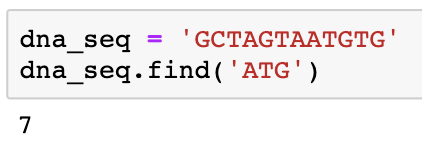 dna_seq = 'GCTAGTAATGTG'
dna_seq.find('ATG')
7